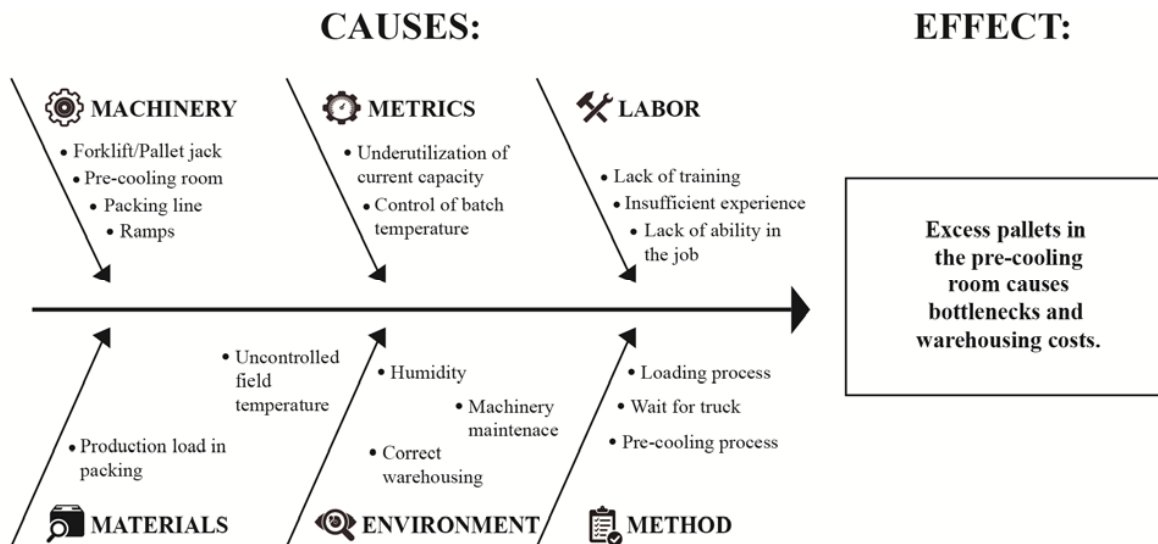 CAUSES:
EFFECT:
MACHINERY
• Forklift/Pallet jack
• Pre-cooling room
• Packing line
• Ramps
METRICS
• Underutilization of
current capacity
• Control of batch
temperature
LABOR
• Lack of training
• Insufficient experience
• Lack of ability in
the job
Excess pallets in
the pre-cooling
room causes
bottlenecks and
warehousing costs.
• Uncontrolled
field
temperature
• Production load in
packing
MATERIALS
• Humidity
• Machinery
maintenace
• Correct
warehousing
ENVIRONMENT
• Loading process
• Wait for truck
• Pre-cooling process
METHOD